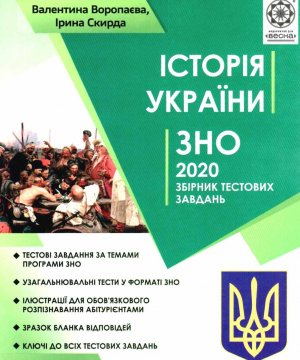 Валентина Воропаєва,
Ірина Скирда
«ВЕСНА»
ІСТОРІЯ
УКРАЇНИ
ЗНО
2020
ЗБІРНИК ТЕСТОВИХ
ЗАВДАНЬ
ТЕСТОВІ ЗАВДАННЯ ЗА ТЕМАМИ
ПРОГРАМИ ЗНО
УЗАГАЛЬНЮВАЛЬНІ ТЕСТИ У ФОРМАТІ ЗНО
ІЛЮСТРАЦІЇ ДЛЯ ОБОВ'ЯЗКОВОГО
РОЗПІЗНАВАННЯ АБІТУРІЄНТАМИ
ЗРАЗОК БЛАНКА ВІДПОВІДЕЙ
КЛЮЧІ ДО ВСІХ ТЕСТОВИХ ЗАВДАНЬ